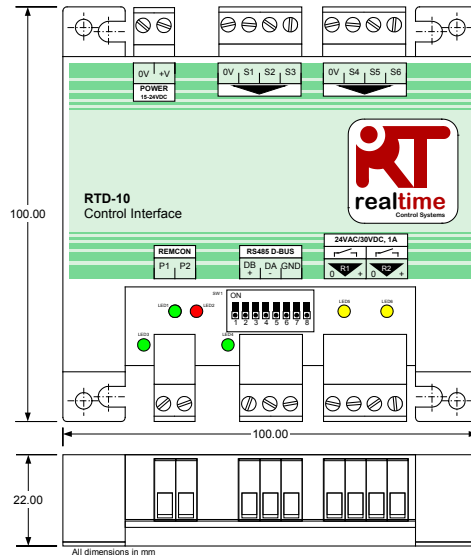 0V +V
POWER
15-24VDC
0V S1 S2 S3
0V S4 S5 S6
RT
realtime
Control Systems
RTD-10
Control Interface
100.00
REMCON
P1 P2
RS485 D-BUS
DB DA GND
+ -
24VAC/30VDC, 1A
R1 R2
0 + 0 +
SW1
ON
1 2 3 4 5 6 7 8
LED1
LED2
LED5
LED6
LED3
LED4
100.00
22.00
All dimensions in mm